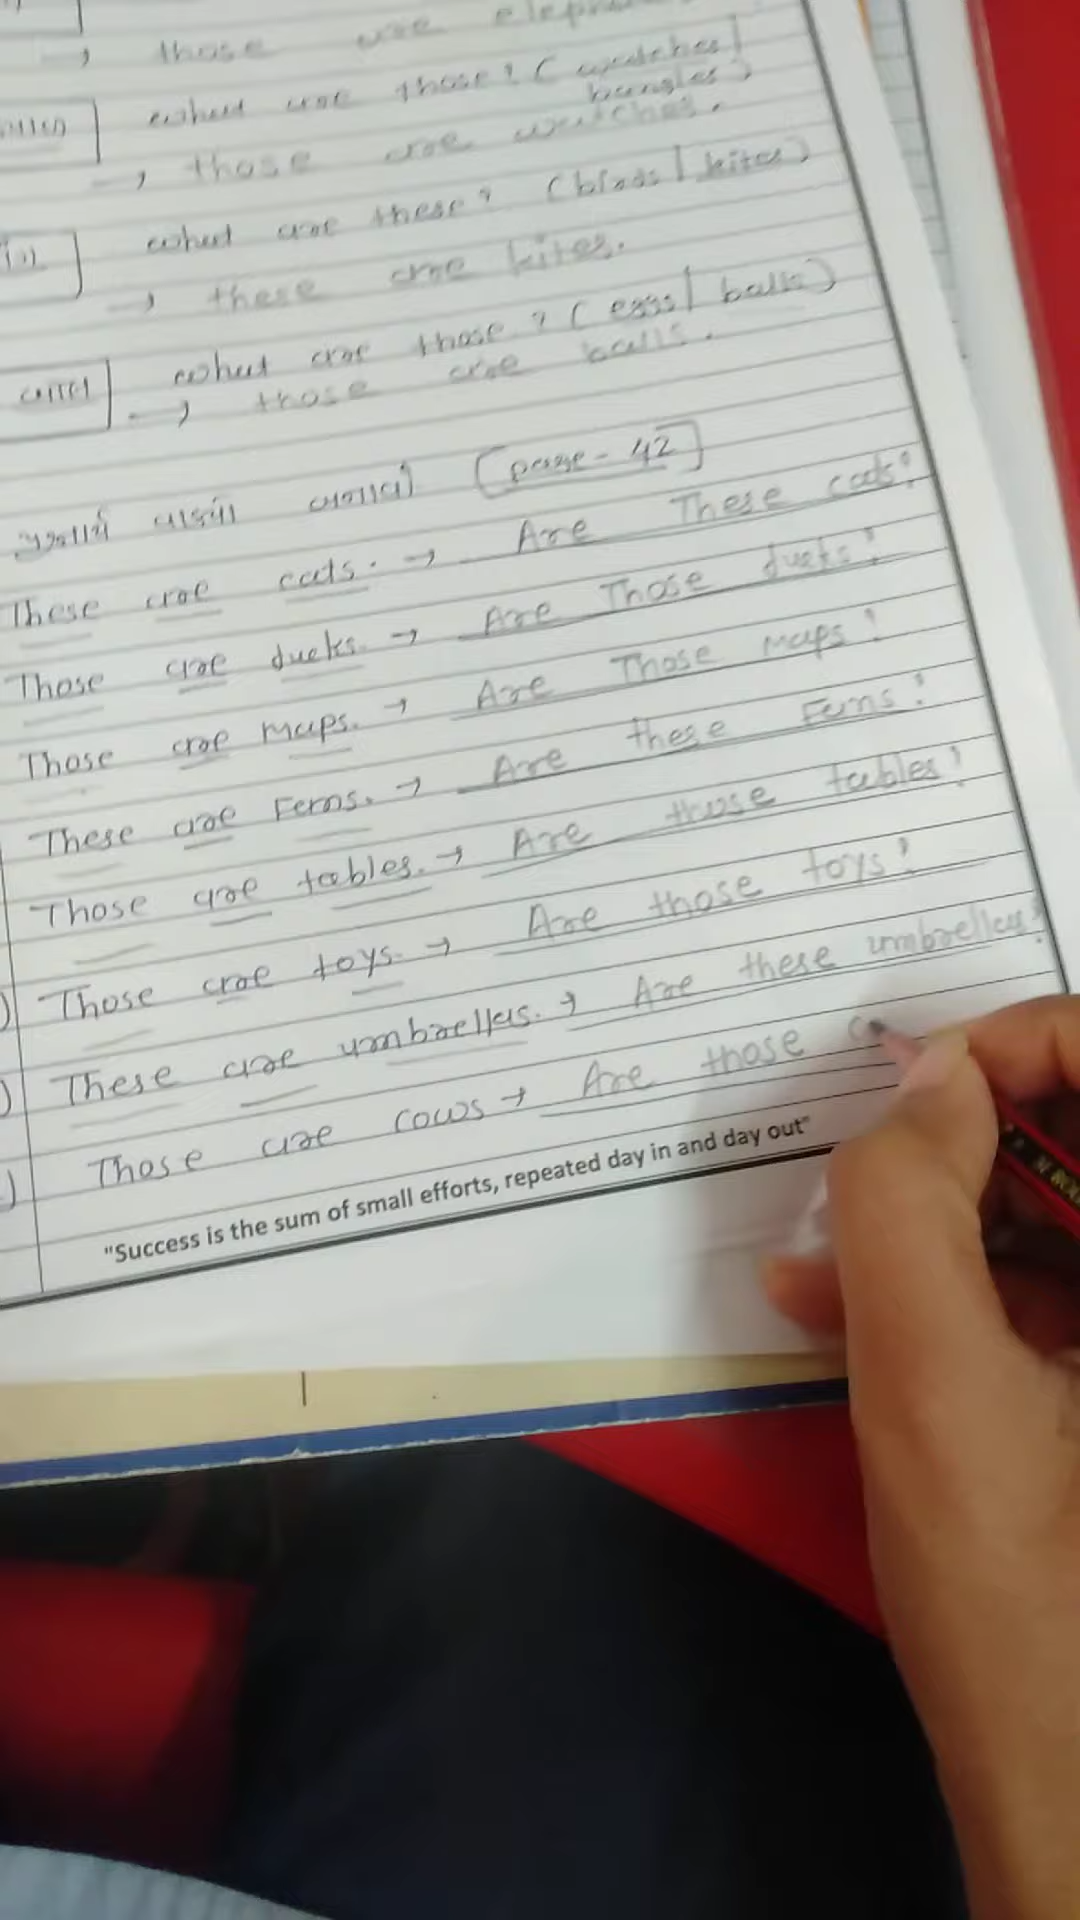 those are
What are those? (watches/
bangles)
→ those are watches.
What are these? (birds/kites)
→ these are kites.
What are those? (eggs/balls)
→ those are balls.
વાક્યો બનાવો [page-42]
These are cats. → Are These cats?
Those are ducks. → Are Those ducks?
Those are maps. → Are Those maps?
These are Ferns. → Are these Ferns?
Those are tables. → Are those tables?
Those are toys. → Are those toys?
These are umbrellas. → Are these umbrellas?
Those are cows → Are those
"Success is the sum of small efforts, repeated day in and day out"